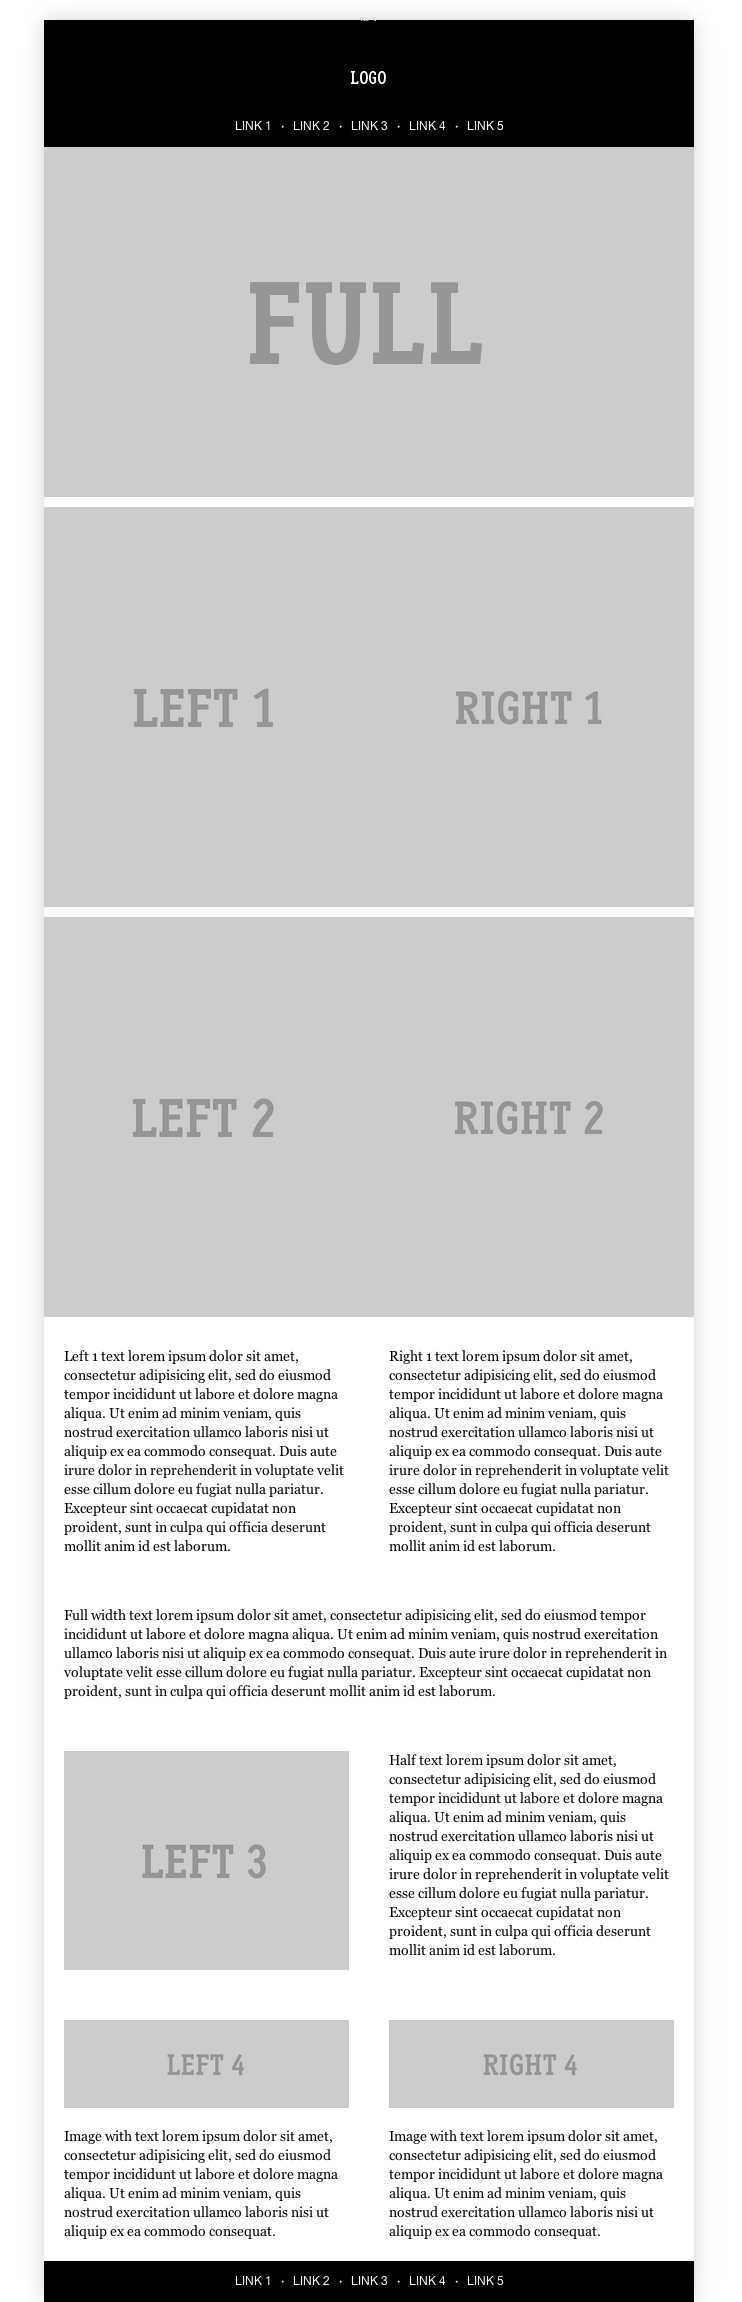 LOGO
LINK 1 · LINK 2 · LINK 3 · LINK 4 · LINK 5
FULL
LEFT 1
RIGHT 1
LEFT 2
RIGHT 2
Left 1 text lorem ipsum dolor sit amet,
consectetur adipisicing elit, sed do eiusmod
tempor incididunt ut labore et dolore magna
aliqua. Ut enim ad minim veniam, quis
nostrud exercitation ullamco laboris nisi ut
aliquip ex ea commodo consequat. Duis aute
irure dolor in reprehenderit in voluptate velit
esse cillum dolore eu fugiat nulla pariatur.
Excepteur sint occaecat cupidatat non
proident, sunt in culpa qui officia deserunt
mollit anim id est laborum.
Right 1 text lorem ipsum dolor sit amet,
consectetur adipisicing elit, sed do eiusmod
tempor incididunt ut labore et dolore magna
aliqua. Ut enim ad minim veniam, quis
nostrud exercitation ullamco laboris nisi ut
aliquip ex ea commodo consequat. Duis aute
irure dolor in reprehenderit in voluptate velit
esse cillum dolore eu fugiat nulla pariatur.
Excepteur sint occaecat cupidatat non
proident, sunt in culpa qui officia deserunt
mollit anim id est laborum.
Full width text lorem ipsum dolor sit amet, consectetur adipisicing elit, sed do eiusmod tempor
incididunt ut labore et dolore magna aliqua. Ut enim ad minim veniam, quis nostrud exercitation
ullamco laboris nisi ut aliquip ex ea commodo consequat. Duis aute irure dolor in reprehenderit in
voluptate velit esse cillum dolore eu fugiat nulla pariatur. Excepteur sint occaecat cupidatat non
proident, sunt in culpa qui officia deserunt mollit anim id est laborum.
LEFT 3
Half text lorem ipsum dolor sit amet,
consectetur adipisicing elit, sed do eiusmod
tempor incididunt ut labore et dolore magna
aliqua. Ut enim ad minim veniam, quis
nostrud exercitation ullamco laboris nisi ut
aliquip ex ea commodo consequat. Duis aute
irure dolor in reprehenderit in voluptate velit
esse cillum dolore eu fugiat nulla pariatur.
Excepteur sint occaecat cupidatat non
proident, sunt in culpa qui officia deserunt
mollit anim id est laborum.
LEFT 4
Image with text lorem ipsum dolor sit amet,
consectetur adipisicing elit, sed do eiusmod
tempor incididunt ut labore et dolore magna
aliqua. Ut enim ad minim veniam, quis
nostrud exercitation ullamco laboris nisi ut
aliquip ex ea commodo consequat.
RIGHT 4
Image with text lorem ipsum dolor sit amet,
consectetur adipisicing elit, sed do eiusmod
tempor incididunt ut labore et dolore magna
aliqua. Ut enim ad minim veniam, quis
nostrud exercitation ullamco laboris nisi ut
aliquip ex ea commodo consequat.
LINK 1 · LINK 2 · LINK 3 · LINK 4 · LINK 5